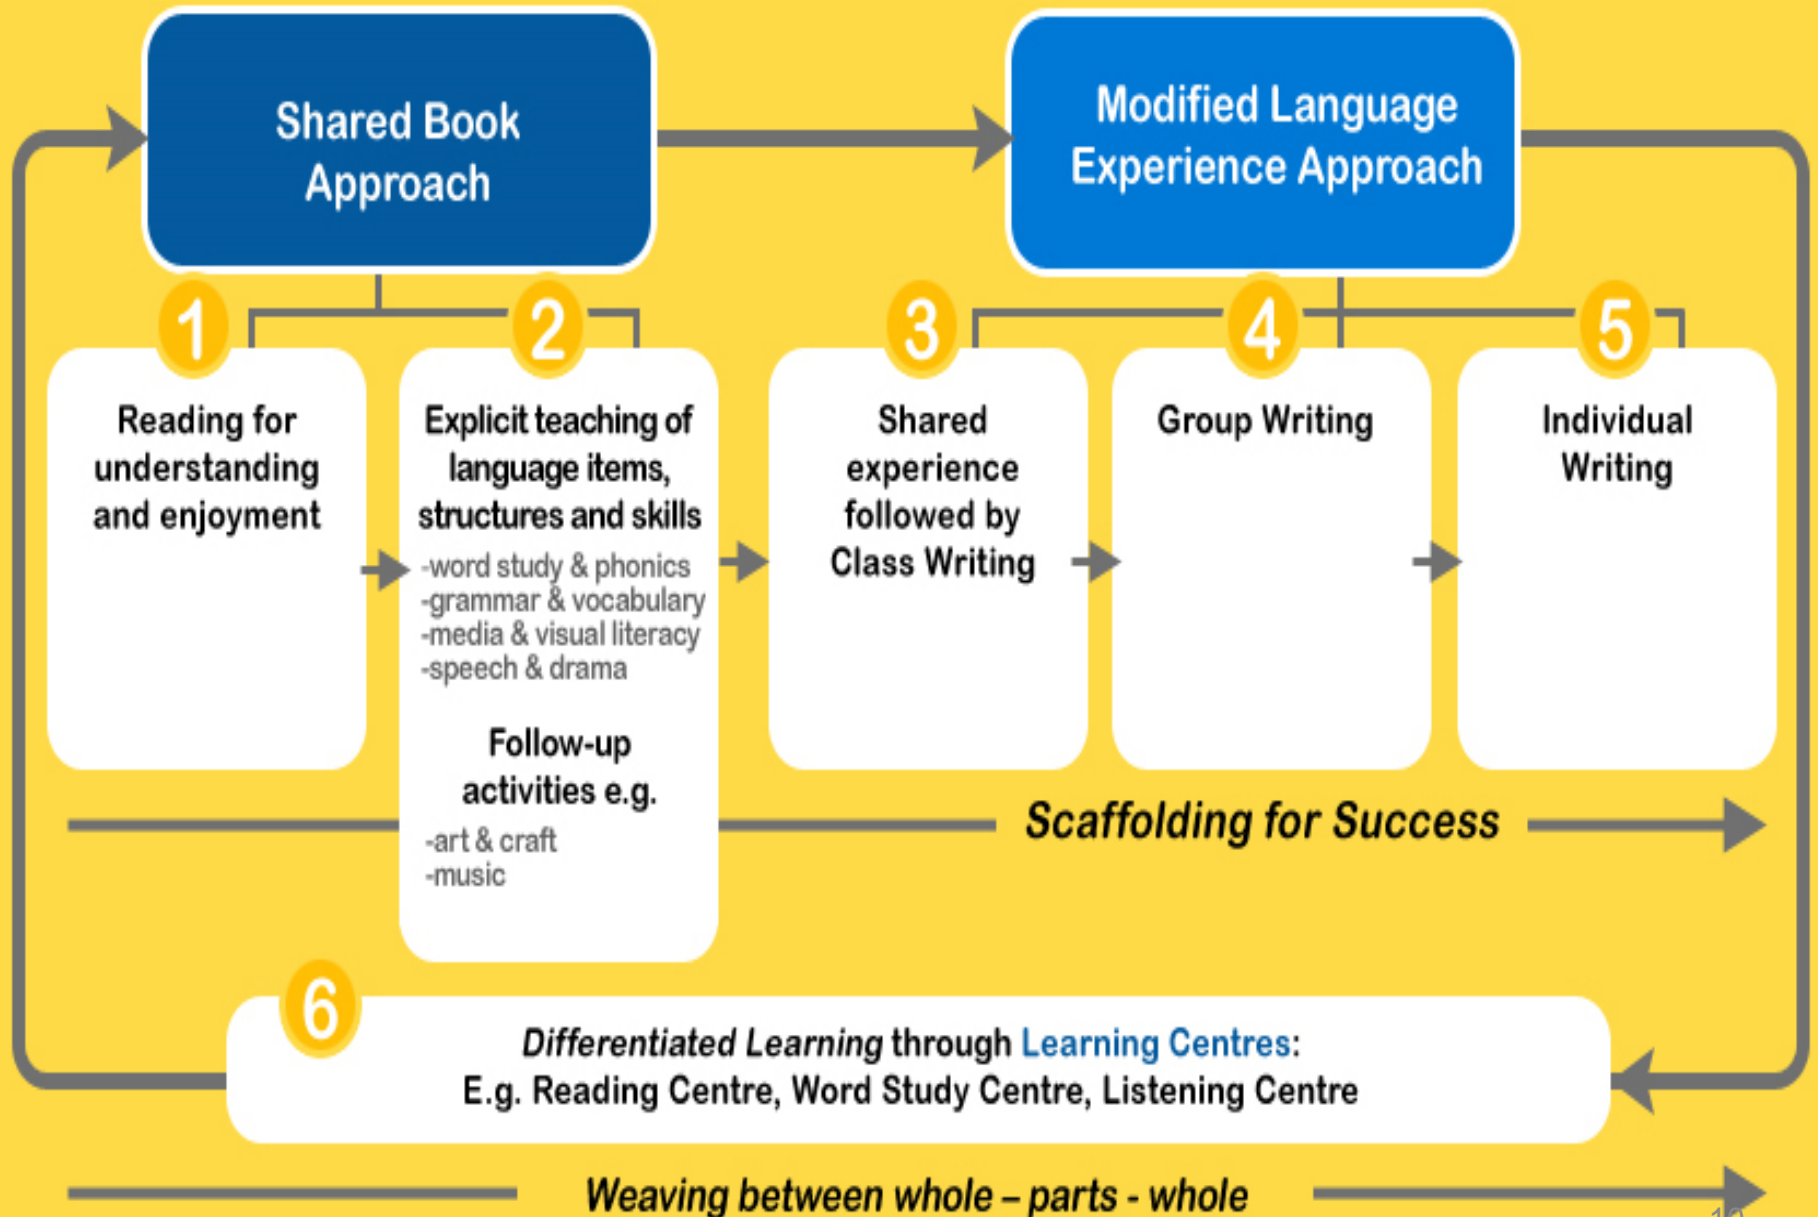 Shared Book
Approach
Modified Language
Experience Approach
1
Reading for
understanding
and enjoyment
2
Explicit teaching of
language items,
structures and skills
-word study & phonics
-grammar & vocabulary
-media & visual literacy
-speech & drama
Follow-up
activities e.g.
-art & craft
-music
3
Shared
experience
followed by
Class Writing
4
Group Writing
5
Individual
Writing
Scaffolding for Success
6
Differentiated Learning through Learning Centres:
E.g. Reading Centre, Word Study Centre, Listening Centre
Weaving between whole – parts - whole